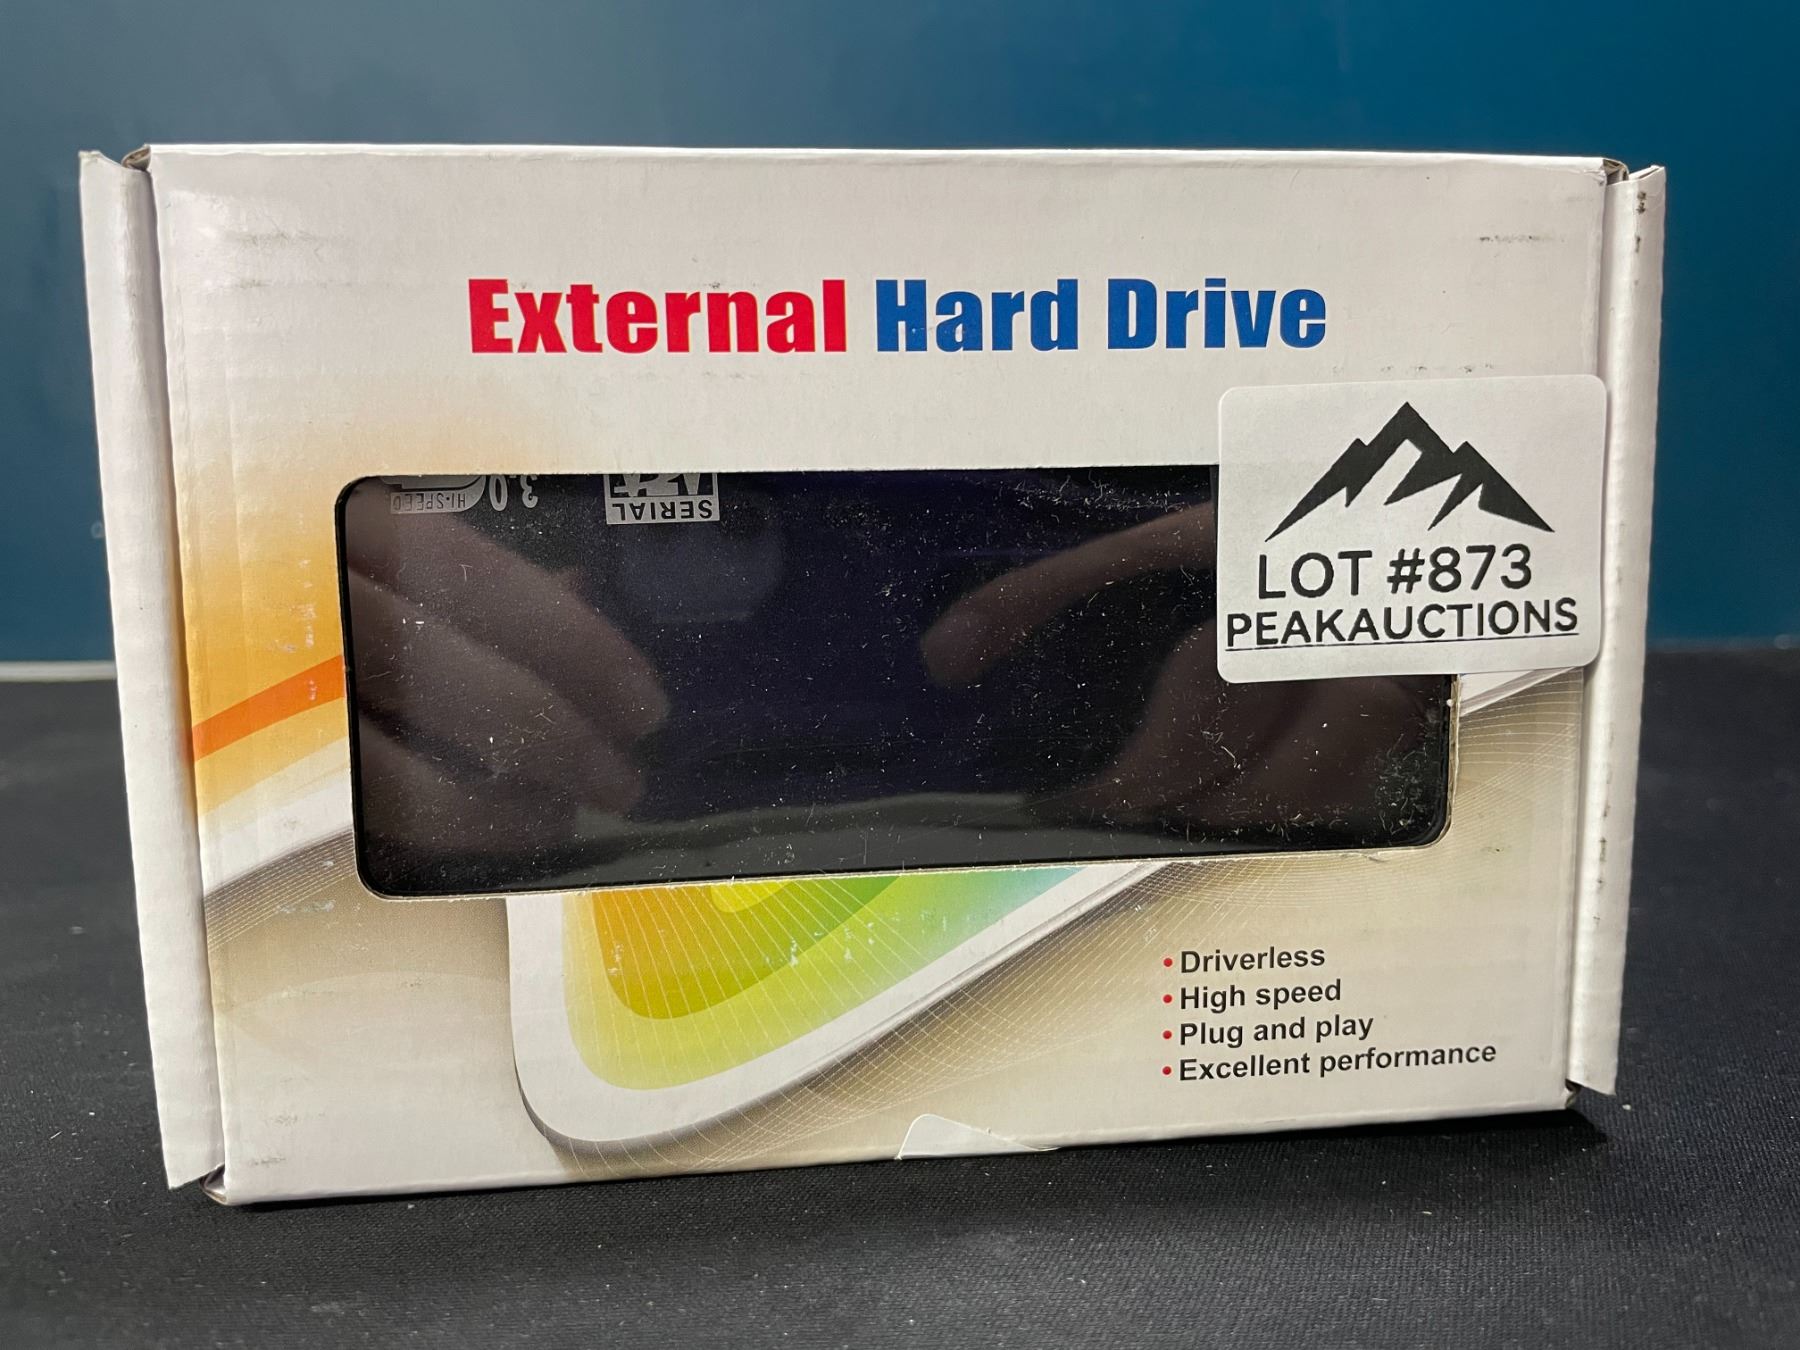 External Hard Drive
HI-SPEED
3.0
SERIAL
LOT #873
PEAKAUCTIONS
• Driverless
• High speed
• Plug and play
• Excellent performance